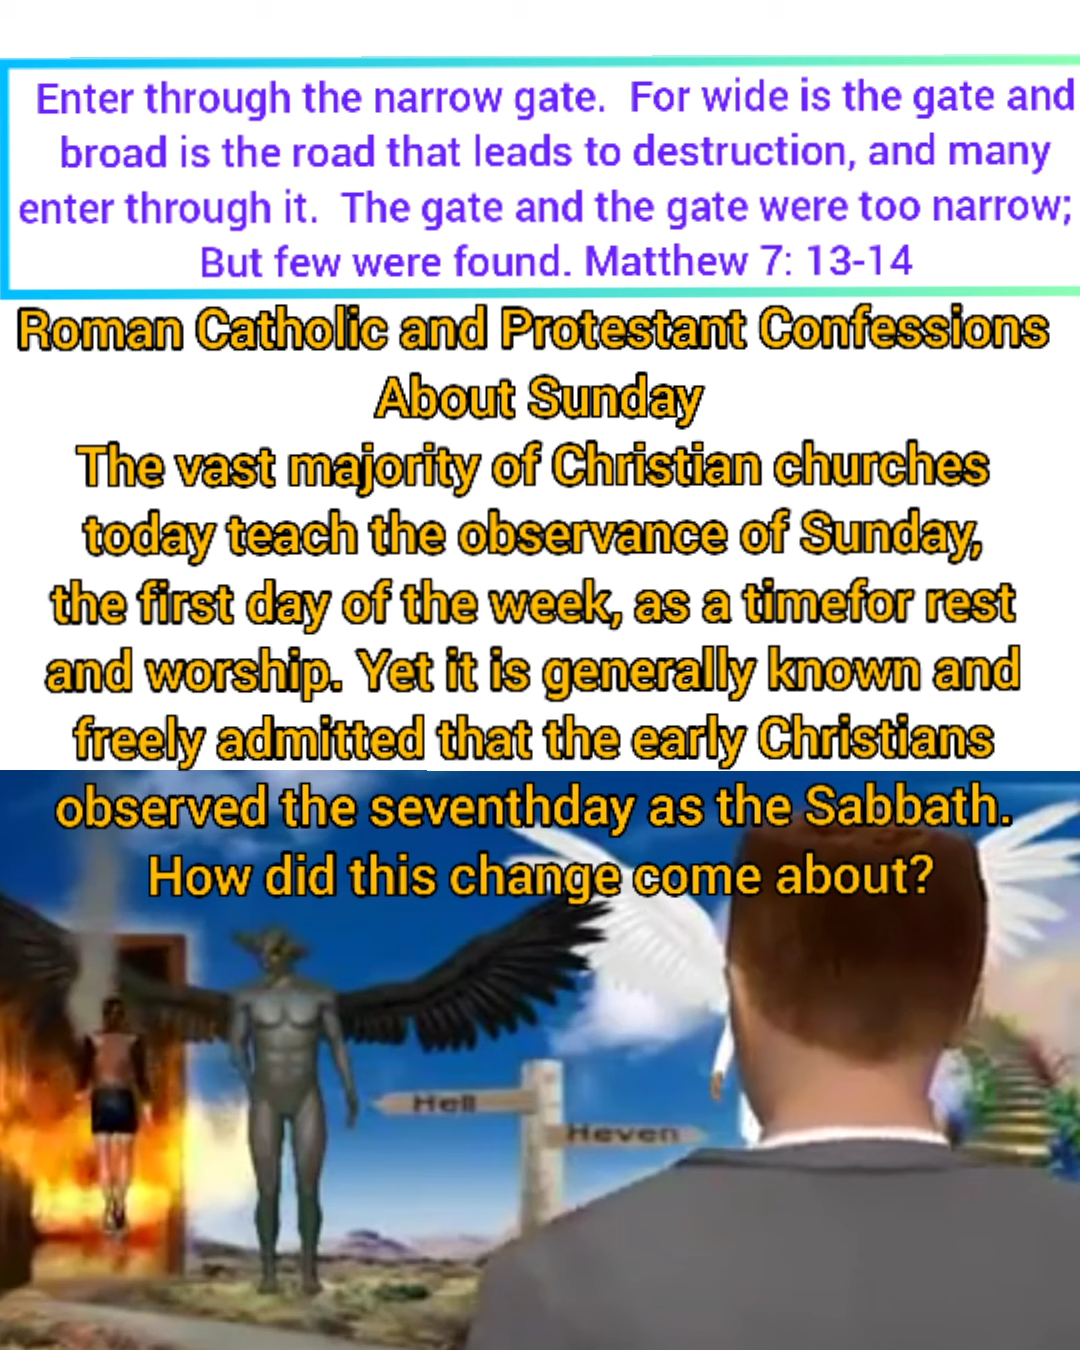 Enter through the narrow gate.  For wide is the gate and
broad is the road that leads to destruction, and many
enter through it.  The gate and the gate were too narrow;
But few were found. Matthew 7: 13-14
Roman Catholic and Protestant Confessions
About Sunday
The vast majority of Christian churches
today teach the observance of Sunday,
the first day of the week, as a timefor rest
and worship. Yet it is generally known and
freely admitted that the early Christians
observed the seventhday as the Sabbath.
How did this change come about?
Hell
Heven